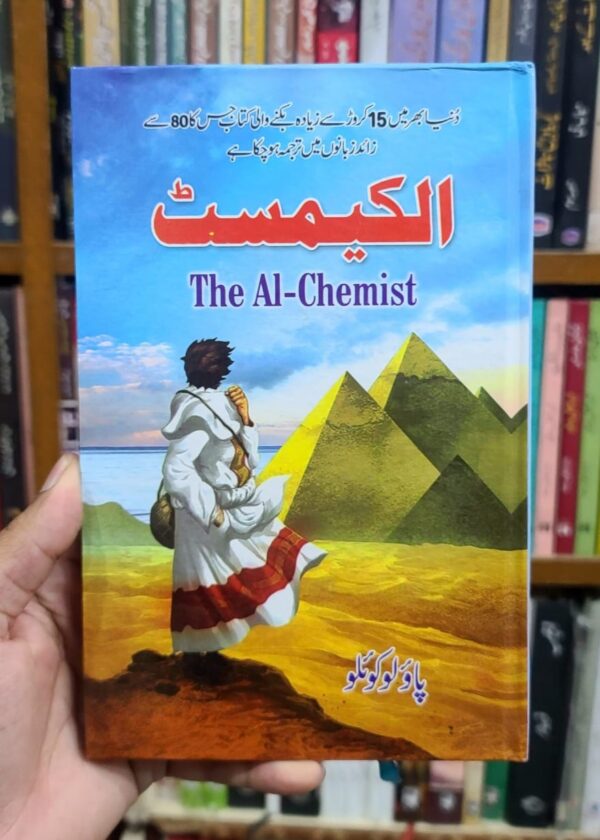 دُنیا بھر میں 15 کروڑ سے زیادہ بکنے والی کتاب جس کا 80 سے
زائد زبانوں میں ترجمہ ہو چکا ہے
الکیمسٹ
The Al-Chemist
پاؤلو کوئلو